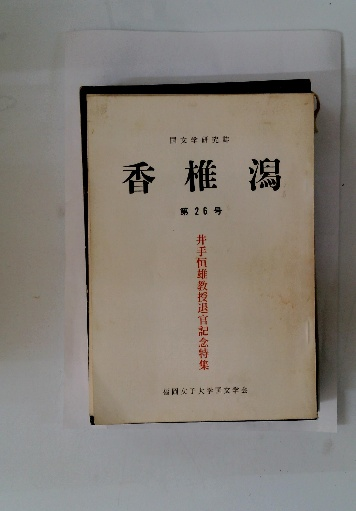 国文学研究誌
香椎潟
第26号
井手恒雄教授退官記念特集
福岡女子大学国文学会